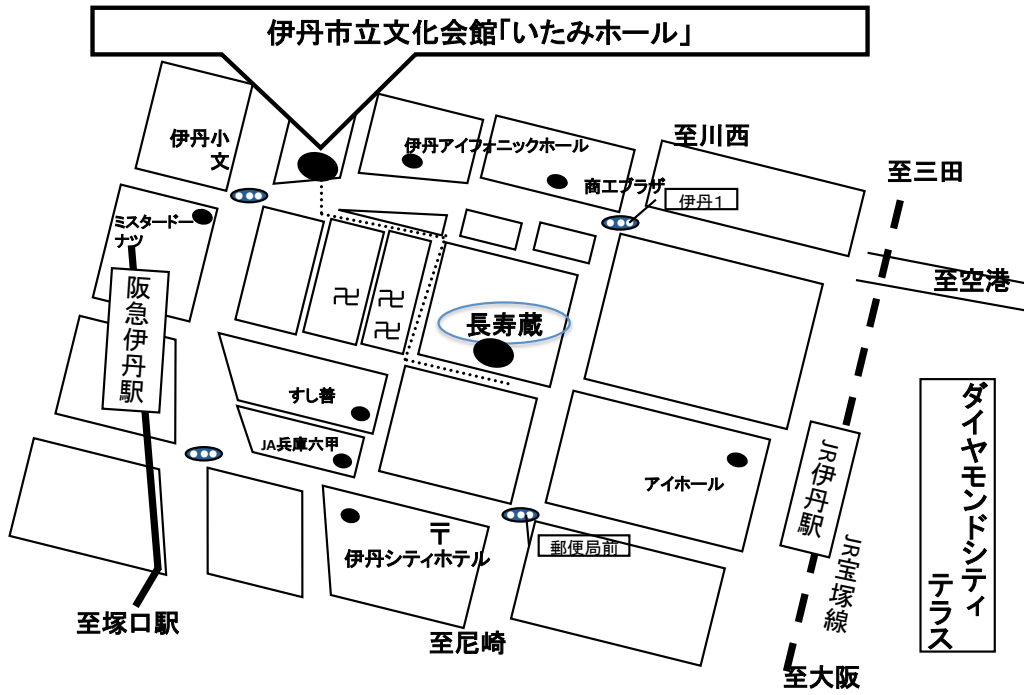 伊丹市立文化会館「いたみホール」
至川西
伊丹小
文
伊丹アイフォニックホール
商工プラザ
伊丹1
至三田
ミスタードー
ナツ
至空港
阪急伊丹駅
卍
卍
卍
長寿蔵
すし善
JA兵庫六甲
アイホール
JR伊丹駅
ダイヤモンドシティ
テラス
〒
伊丹シティホテル
郵便局前
JR宝塚線
至塚口駅
至尼崎
至大阪